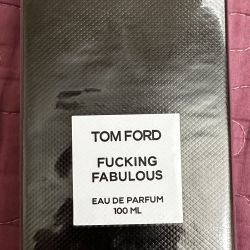 TOM FORD
FUCKING
FABULOUS
EAU DE PARFUM
100 ML